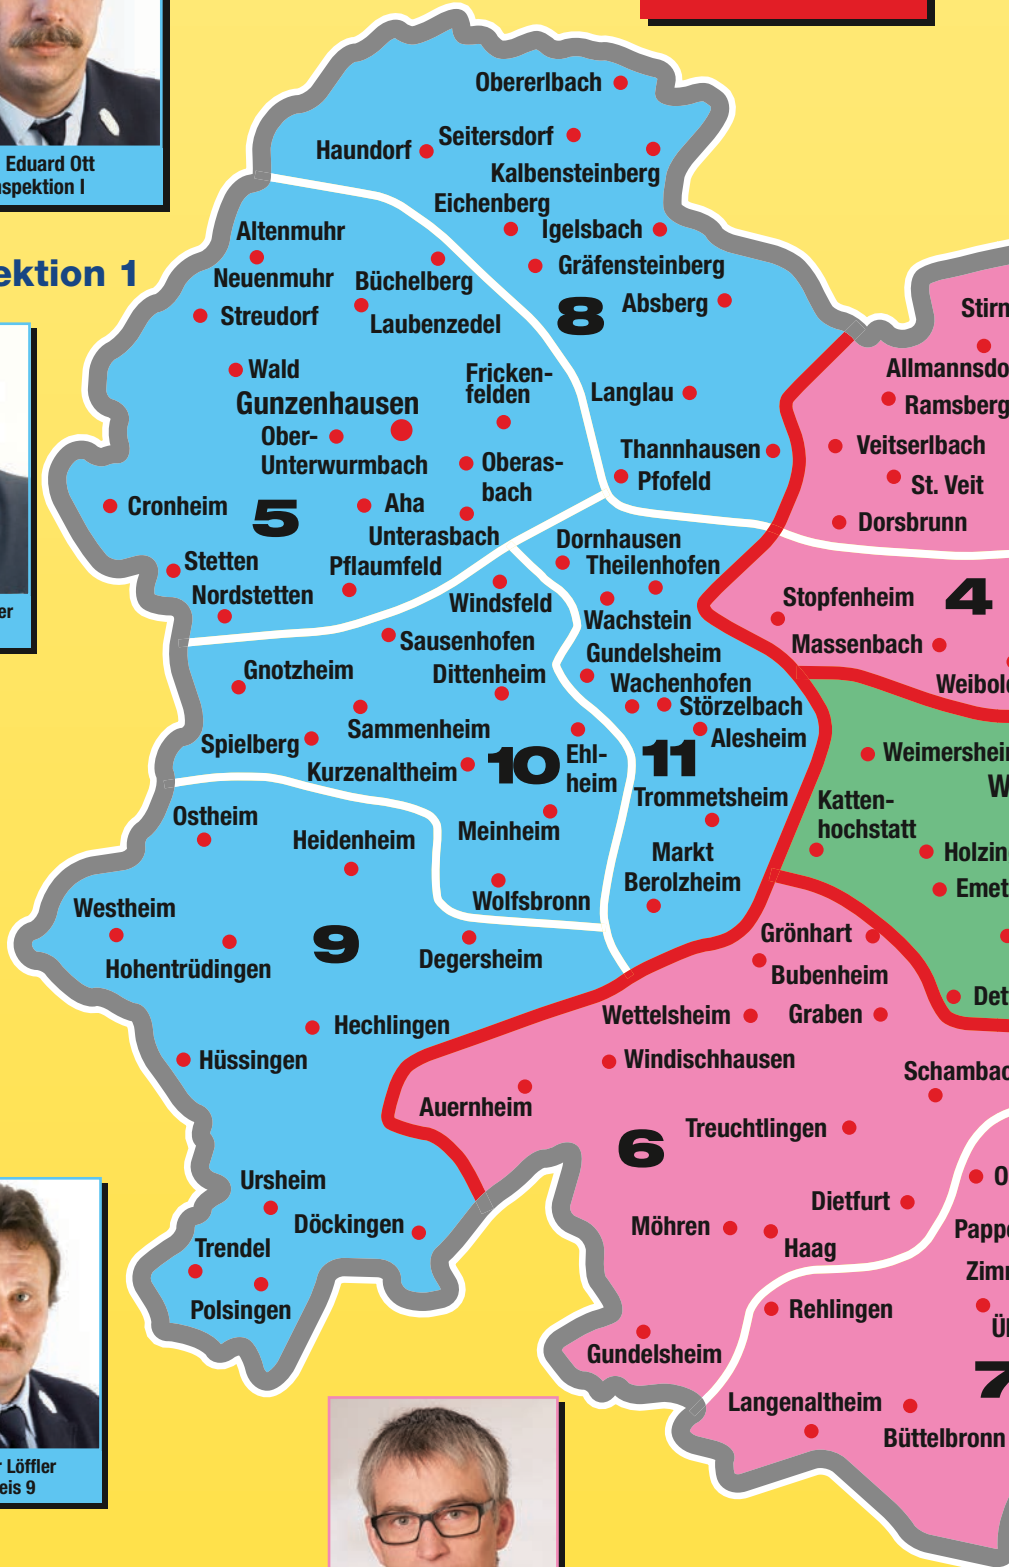 Eduard Ott
spektion I
ektion 1
er
Löffler
eis 9
Obererlbach
Seitersdorf
Haundorf
Kalbensteinberg
Eichenberg
Igelsbach
Gräfensteinberg
8
Absberg
Langlau
Thannhausen
Pfofeld
Altenmuhr
Neuenmuhr
Büchelberg
Streudorf
Laubenzedel
Wald
Fricken-
felden
Gunzenhausen
Ober-
Unterwurmbach
Oberas-
bach
Cronheim
5
Aha
Unterasbach
Stetten
Pflaumfeld
Nordstetten
Windsfeld
Sausenhofen
Gnotzheim
Dittenheim
Sammenheim
Spielberg
Kurzenaltheim
10
Ehl-
heim
Meinheim
Wolfsbronn
Dornhausen
Theilenhofen
Wachstein
Gundelsheim
Wachenhofen
Störzelbach
Alesheim
11
Trommetsheim
Markt
Berolzheim
Ostheim
Heidenheim
Westheim
9
Hohentrüdingen
Degersheim
Hechlingen
Hüssingen
Ursheim
Döckingen
Trendel
Polsingen
Stirn
Allmannsdo
Ramsberg
Veitserlbach
St. Veit
Dorsbrunn
Stopfenheim
4
Massenbach
Weibol
Weimershei
W
Katten-
hochstatt
Holzin
Emet
Det
Grönhart
Bubenheim
Wettelsheim
Graben
Windischhausen
Schambac
Auernheim
6
Treuchtlingen
O
Dietfurt
Möhren
Haag
Papp
Zim
Rehlingen
Ü
Gundelsheim
7
Langenaltheim
Büttelbronn